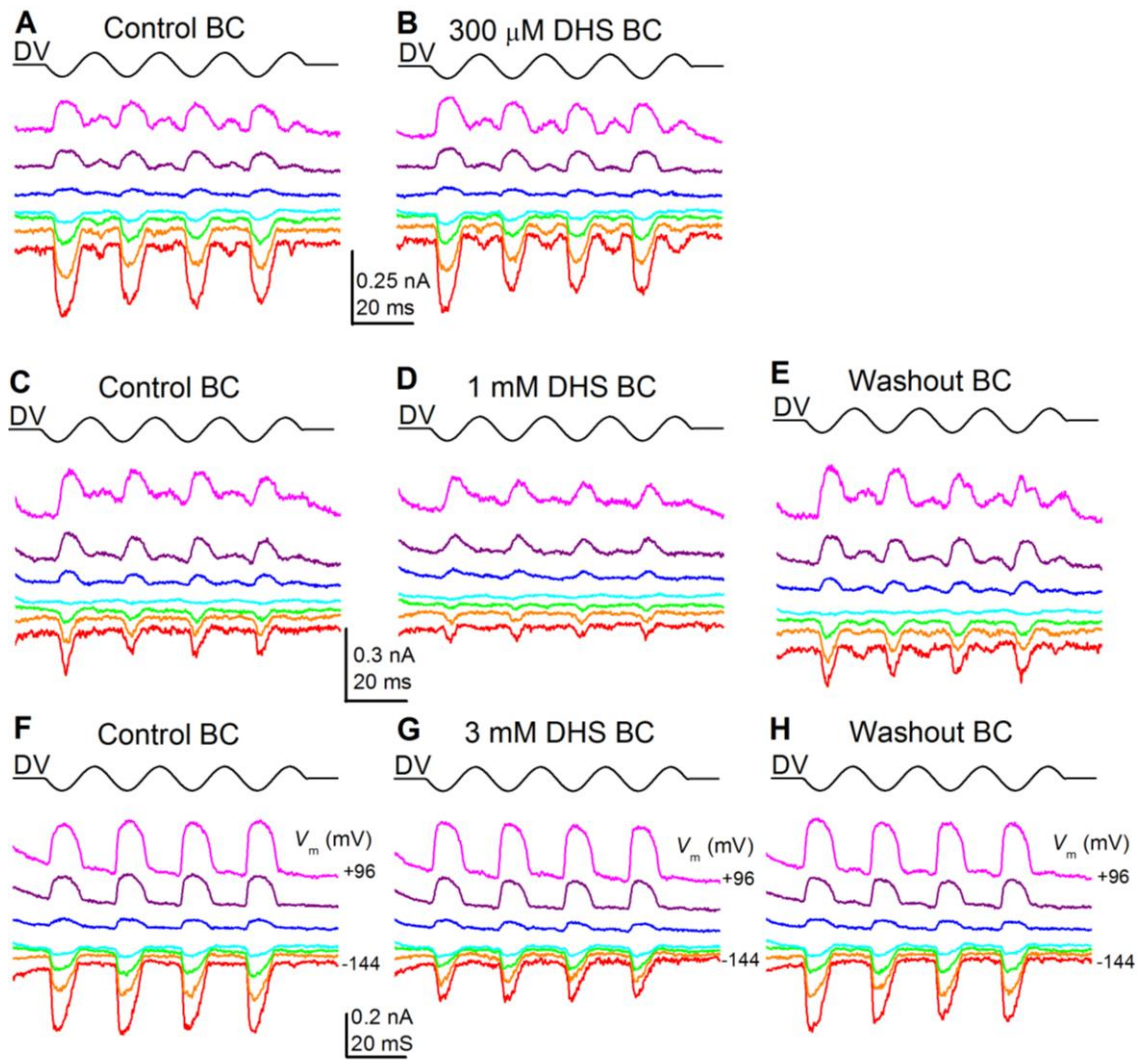 A
Control BC
DV
B
300 μM DHS BC
DV
0.25 nA
20 ms
C
Control BC
DV
D
1 mM DHS BC
DV
E
Washout BC
DV
0.3 nA
20 ms
F
Control BC
DV
Vm (mV)
+96
-144
0.2 nA
20 mS
G
3 mM DHS BC
DV
Vm (mV)
+96
-144
H
Washout BC
DV
Vm (mV)
+96
-144